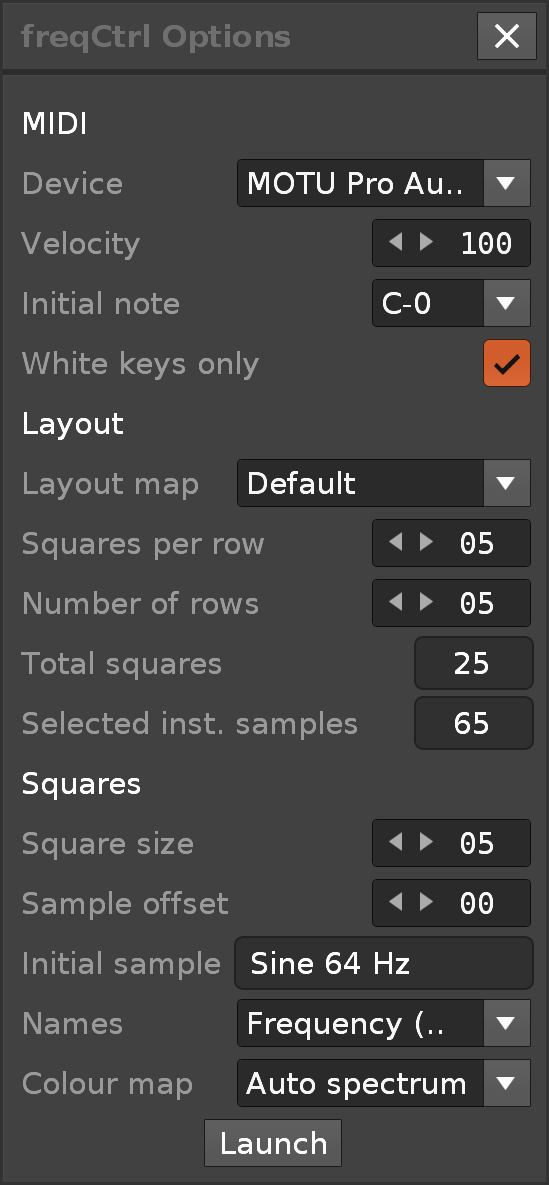 freqCtrl Options
MIDI
Device MOTU Pro Au..
Velocity 100
Initial note C-0
White keys only
Layout
Layout map Default
Squares per row 05
Number of rows 05
Total squares 25
Selected inst. samples 65
Squares
Square size 05
Sample offset 00
Initial sample Sine 64 Hz
Names Frequency (..
Colour map Auto spectrum
Launch